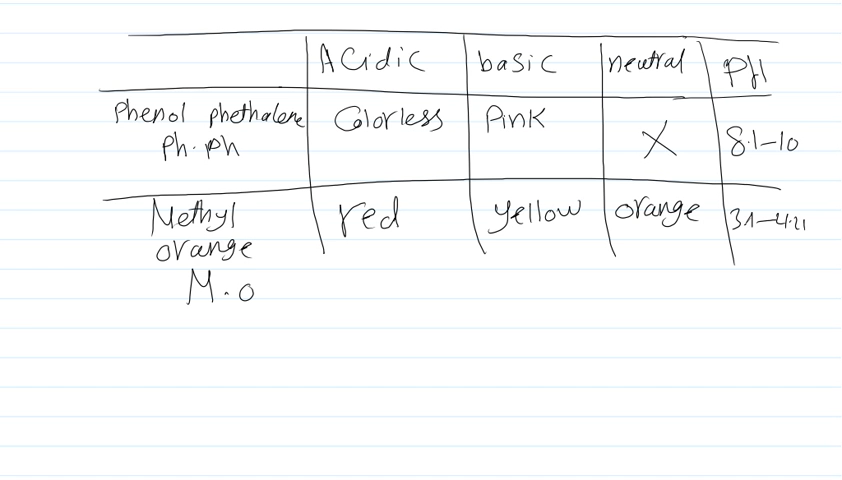 Acidic basic neutral PH
Phenol phethalene Colorless Pink X 8.1-10
Ph.ph
Methyl red yellow orange 3.1-4.21
orange
M.O